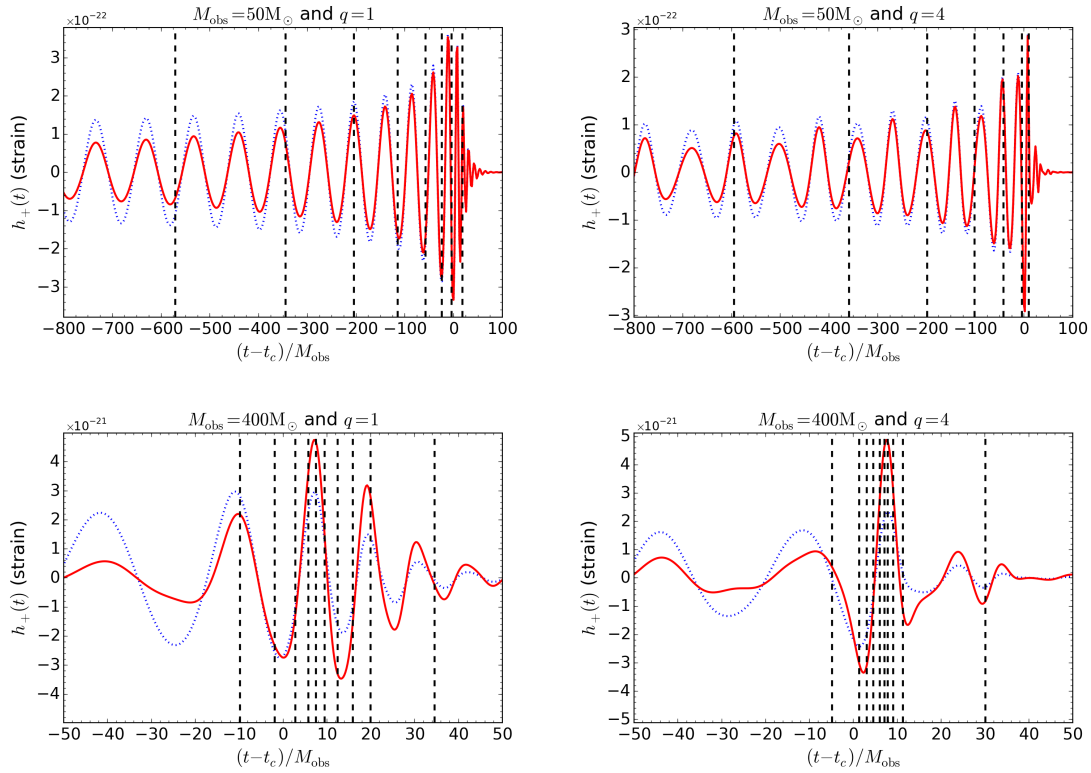 ×10⁻²² M_obs=50M_⊙ and q=1
3
2
1
0
−1
−2
−3
h_+(t) (strain)
−800 −700 −600 −500 −400 −300 −200 −100 0 100
(t−t_c)/M_obs
×10⁻²² M_obs=50M_⊙ and q=4
3
2
1
0
−1
−2
−3
h_+(t) (strain)
−800 −700 −600 −500 −400 −300 −200 −100 0 100
(t−t_c)/M_obs
×10⁻²¹ M_obs=400M_⊙ and q=1
4
3
2
1
0
−1
−2
−3
−4
h_+(t) (strain)
−50 −40 −30 −20 −10 0 10 20 30 40 50
(t−t_c)/M_obs
×10⁻²¹ M_obs=400M_⊙ and q=4
5
4
3
2
1
0
−1
−2
−3
−4
−5
h_+(t) (strain)
−50 −40 −30 −20 −10 0 10 20 30 40 50
(t−t_c)/M_obs